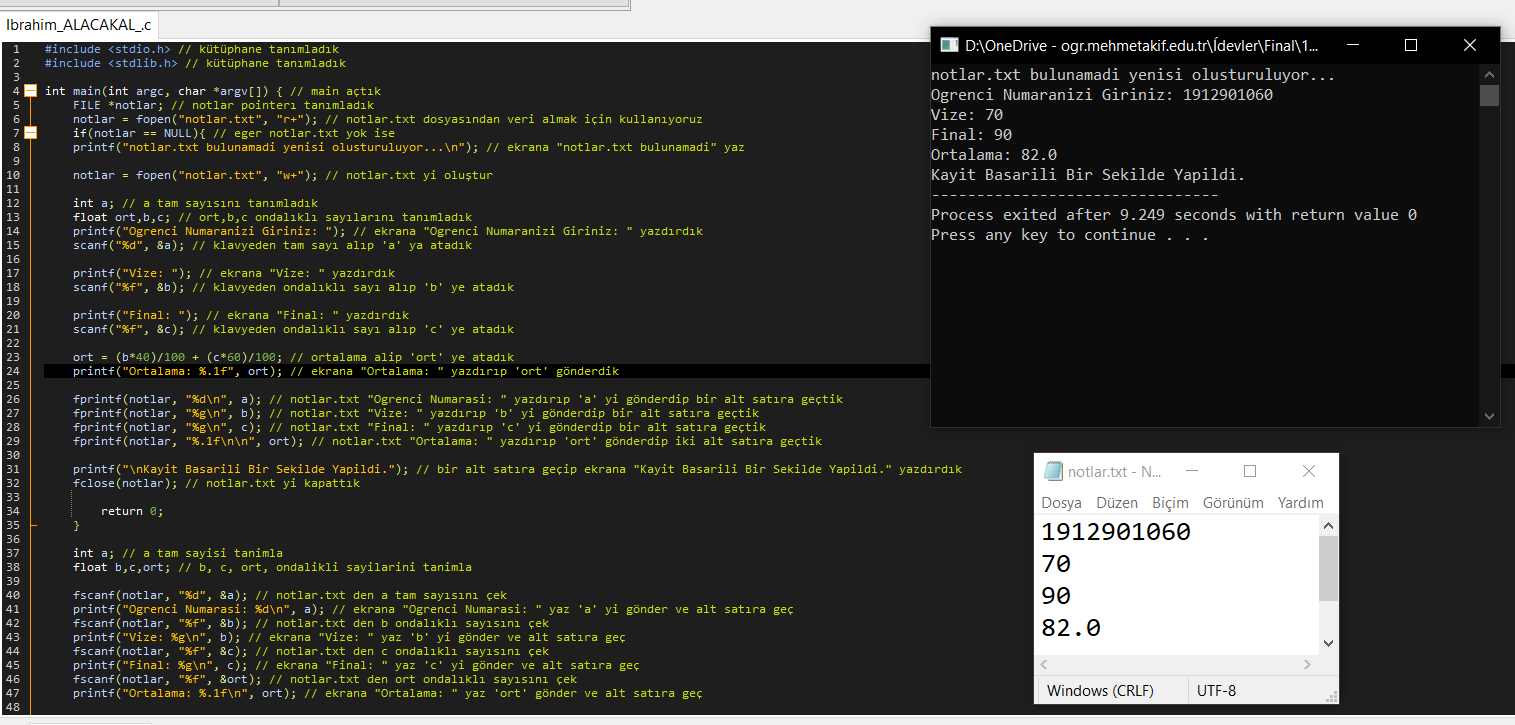 Ibrahim_ALACAKAL_.c
1 #include <stdio.h> // kütüphane tanımladık
2 #include <stdlib.h> // kütüphane tanımladık
3
4 int main(int argc, char *argv[]) { // main açtık
5 FILE *notlar; // notlar pointerı tanımladık
6 notlar = fopen("notlar.txt", "r+"); // notlar.txt dosyasından veri almak için kullanıyoruz
7 if(notlar == NULL){ // eger notlar.txt yok ise
8 printf("notlar.txt bulunamadi yenisi olusturuluyor...\n"); // ekrana "notlar.txt bulunamadi" yaz
9
10 notlar = fopen("notlar.txt", "w+"); // notlar.txt yi oluştur
11
12 int a; // a tam sayısını tanımladık
13 float ort,b,c; // ort,b,c ondalıklı sayılarını tanımladık
14 printf("Ogrenci Numaranizi Giriniz: "); // ekrana "Ogrenci Numaranizi Giriniz: " yazdırdık
15 scanf("%d", &a); // klavyeden tam sayı alıp 'a' ya atadık
16
17 printf("Vize: "); // ekrana "Vize: " yazdırdık
18 scanf("%f", &b); // klavyeden ondalıklı sayı alıp 'b' ye atadık
19
20 printf("Final: "); // ekrana "Final: " yazdırdık
21 scanf("%f", &c); // klavyeden ondalıklı sayı alıp 'c' ye atadık
22
23 ort = (b*40)/100 + (c*60)/100; // ortalama alip 'ort' ye atadık
24 printf("Ortalama: %.1f", ort); // ekrana "Ortalama: " yazdırıp 'ort' gönderdik
25
26 fprintf(notlar, "%d\n", a); // notlar.txt "Ogrenci Numarasi: " yazdırıp 'a' yi gönderdip bir alt satıra geçtik
27 fprintf(notlar, "%g\n", b); // notlar.txt "Vize: " yazdırıp 'b' yi gönderdip bir alt satıra geçtik
28 fprintf(notlar, "%g\n", c); // notlar.txt "Final: " yazdırıp 'c' yi gönderdip bir alt satıra geçtik
29 fprintf(notlar, "%.1f\n\n", ort); // notlar.txt "Ortalama: " yazdırıp 'ort' gönderdip iki alt satıra geçtik
30
31 printf("\nKayit Basarili Bir Sekilde Yapildi."); // bir alt satıra geçip ekrana "Kayit Basarili Bir Sekilde Yapildi." yazdırdık
32 fclose(notlar); // notlar.txt yi kapattık
33
34 return 0;
35 }
36
37 int a; // a tam sayisi tanimla
38 float b,c,ort; // b, c, ort, ondalikli sayilarini tanimla
39
40 fscanf(notlar, "%d", &a); // notlar.txt den a tam sayısını çek
41 printf("Ogrenci Numarasi: %d\n", a); // ekrana "Ogrenci Numarasi: " yaz 'a' yi gönder ve alt satıra geç
42 fscanf(notlar, "%f", &b); // notlar.txt den b ondalıklı sayısını çek
43 printf("Vize: %g\n", b); // ekrana "Vize: " yaz 'b' yi gönder ve alt satıra geç
44 fscanf(notlar, "%f", &c); // notlar.txt den c ondalıklı sayısını çek
45 printf("Final: %g\n", c); // ekrana "Final: " yaz 'c' yi gönder ve alt satıra geç
46 fscanf(notlar, "%f", &ort); // notlar.txt den ort ondalıklı sayısını çek
47 printf("Ortalama: %.1f\n", ort); // ekrana "Ortalama: " yaz 'ort' gönder ve alt satıra geç
48
D:\OneDrive - ogr.mehmetakif.edu.tr\Ídevler\Final\1...
notlar.txt bulunamadi yenisi olusturuluyor...
Ogrenci Numaranizi Giriniz: 1912901060
Vize: 70
Final: 90
Ortalama: 82.0
Kayit Basarili Bir Sekilde Yapildi.
--------------------------------
Process exited after 9.249 seconds with return value 0
Press any key to continue . . .
notlar.txt - N...
Dosya Düzen Biçim Görünüm Yardım
1912901060
70
90
82.0
Windows (CRLF) UTF-8